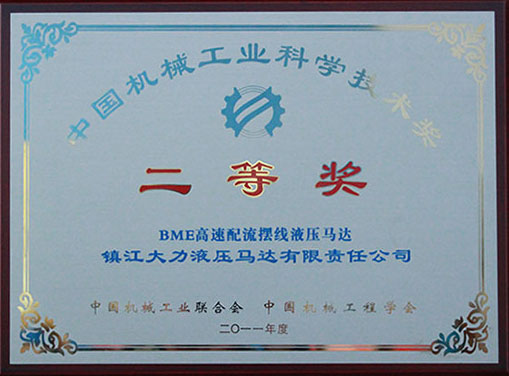 中国机械工业科学技术奖
二等奖
BME高速配流摆线液压马达
镇江大力液压马达有限责任公司
中国机械工业联合会 中国机械工程学会
二〇一一年度